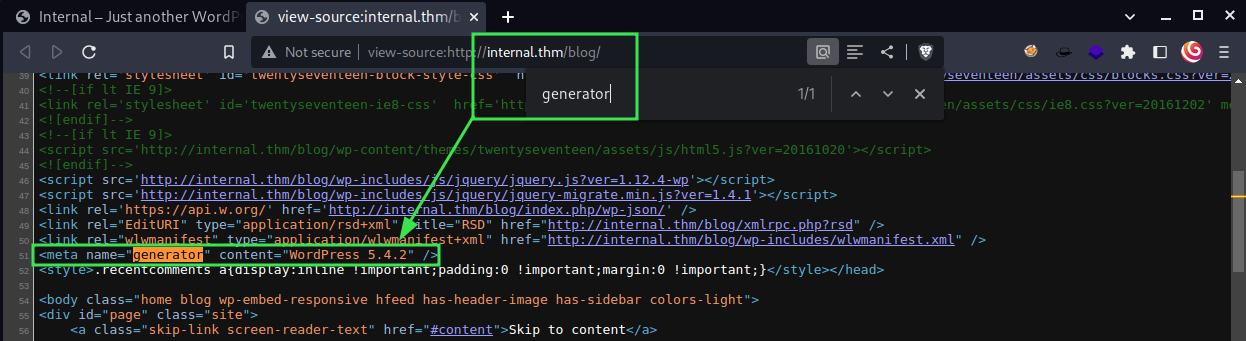 Internal – Just another WordP
view-source:internal.thm/b
Not secure
view-source:http://internal.thm/blog/
generator
1/1
39 <link rel='stylesheet' id='twentyseventeen-block-style-css' h
yseventeen/assets/css/blocks.css?ver=
40 <!--[if lt IE 9]>
41 <link rel='stylesheet' id='twentyseventeen-ie8-css'  href='htt
en/assets/css/ie8.css?ver=20161202' me
42 <![endif]-->
43 <!--[if lt IE 9]>
44 <script src='http://internal.thm/blog/wp-content/themes/twentyseventeen/assets/js/html5.js?ver=20161020'></script>
45 <![endif]-->
46 <script src='http://internal.thm/blog/wp-includes/js/jquery/jquery.js?ver=1.12.4-wp'></script>
47 <script src='http://internal.thm/blog/wp-includes/js/jquery/jquery-migrate.min.js?ver=1.4.1'></script>
48 <link rel='https://api.w.org/' href='http://internal.thm/blog/index.php/wp-json/' />
49 <link rel="EditURI" type="application/rsd+xml" title="RSD" href="http://internal.thm/blog/xmlrpc.php?rsd" />
50 <link rel="wlwmanifest" type="application/wlwmanifest+xml" href="http://internal.thm/blog/wp-includes/wlwmanifest.xml" />
51 <meta name="generator" content="WordPress 5.4.2" />
52 <style>.recentcomments a{display:inline !important;padding:0 !important;margin:0 !important;}</style></head>
53
54 <body class="home blog wp-embed-responsive hfeed has-header-image has-sidebar colors-light">
55 <div id="page" class="site">
56 <a class="skip-link screen-reader-text" href="#content">Skip to content</a>